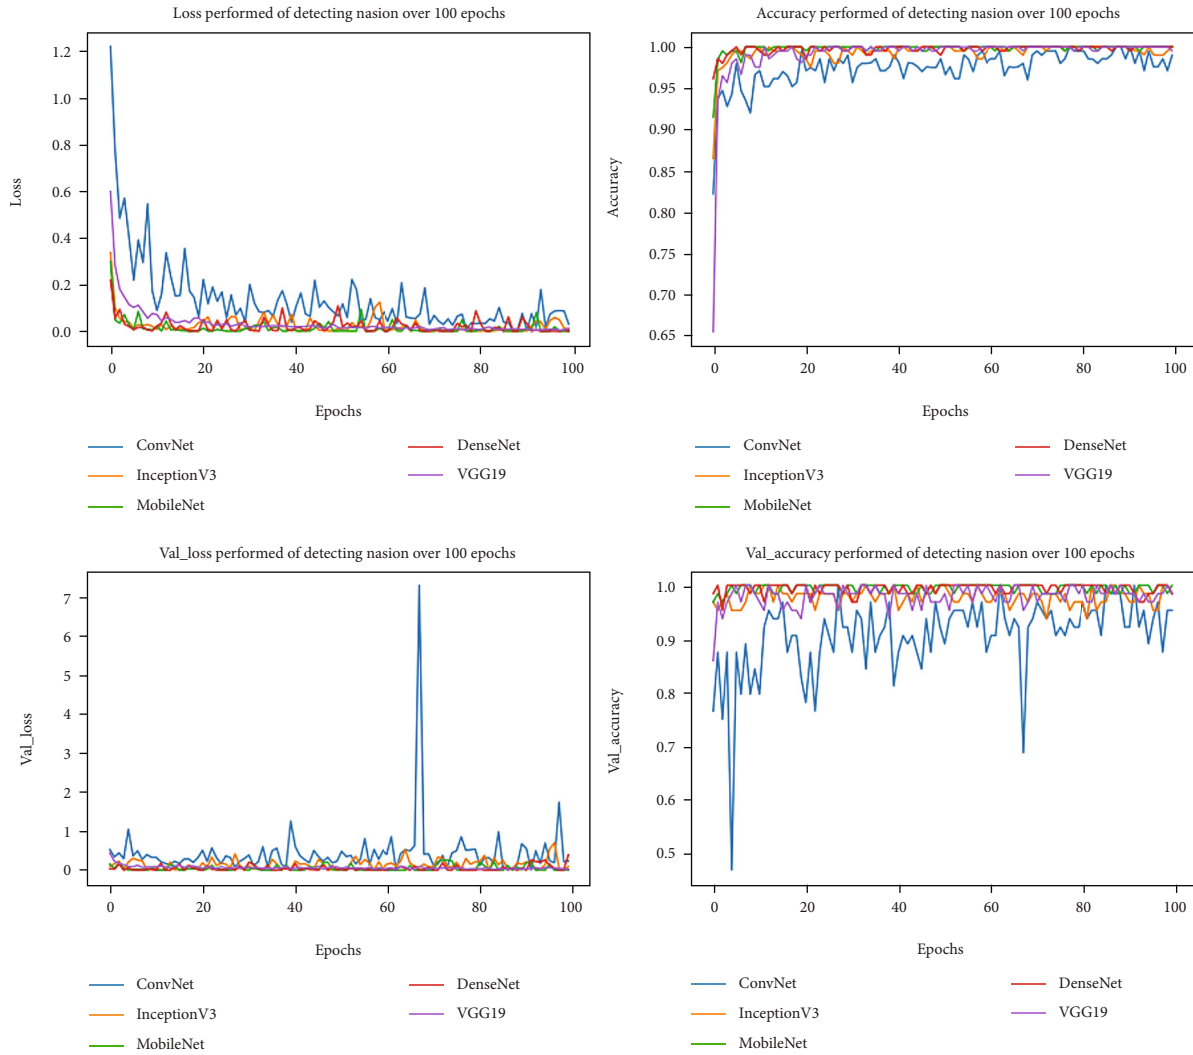 Loss performed of detecting nasion over 100 epochs
1.2
1.0
0.8
0.6
0.4
0.2
0.0
Loss
0 20 40 60 80 100
Epochs
ConvNet DenseNet
InceptionV3 VGG19
MobileNet
Accuracy performed of detecting nasion over 100 epochs
1.00
0.95
0.90
0.85
0.80
0.75
0.70
0.65
Accuracy
0 20 40 60 80 100
Epochs
ConvNet DenseNet
InceptionV3 VGG19
MobileNet
Val_loss performed of detecting nasion over 100 epochs
7
6
5
4
3
2
1
0
Val_loss
0 20 40 60 80 100
Epochs
ConvNet DenseNet
InceptionV3 VGG19
MobileNet
Val_accuracy performed of detecting nasion over 100 epochs
1.0
0.9
0.8
0.7
0.6
0.5
Val_accuracy
0 20 40 60 80 100
Epochs
ConvNet DenseNet
InceptionV3 VGG19
MobileNet